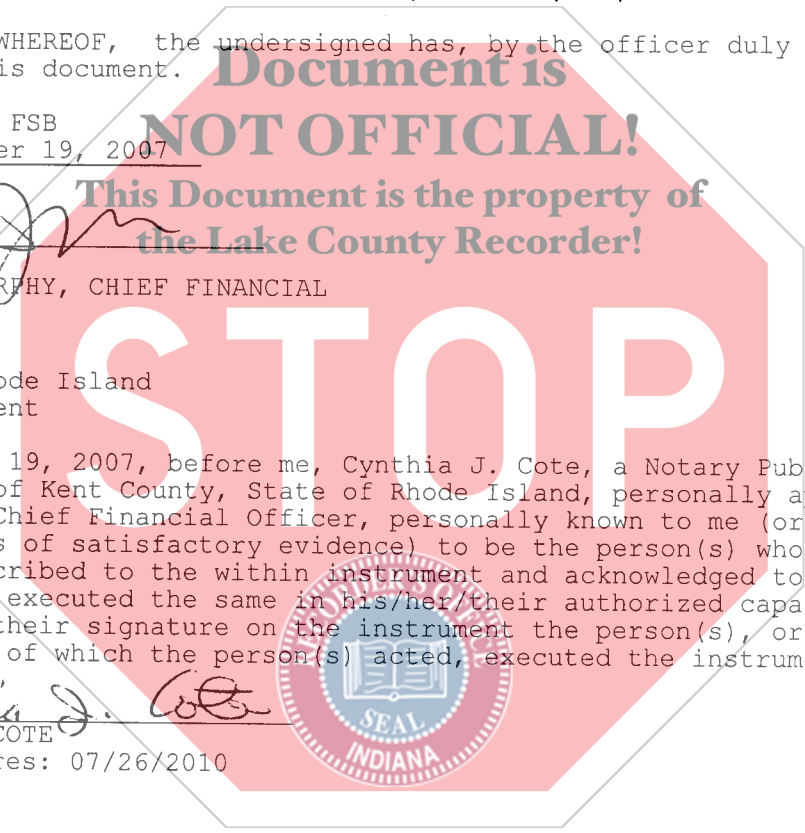 WHEREOF, the undersigned has, by the officer duly
is document.
Document is
FSB
er 19, 2007
NOT OFFICIAL!
This Document is the property of
the Lake County Recorder!
RPHY, CHIEF FINANCIAL
STOP
ode Island
ent
19, 2007, before me, Cynthia J. Cote, a Notary Pub
of Kent County, State of Rhode Island, personally a
Chief Financial Officer, personally known to me (or
s of satisfactory evidence) to be the person(s) who
cribed to the within instrument and acknowledged to
executed the same in his/her/their authorized capa
their signature on the instrument the person(s), or
of which the person(s) acted, executed the instrum
J. Cote
COTE
res: 07/26/2010
SEAL
INDIANA